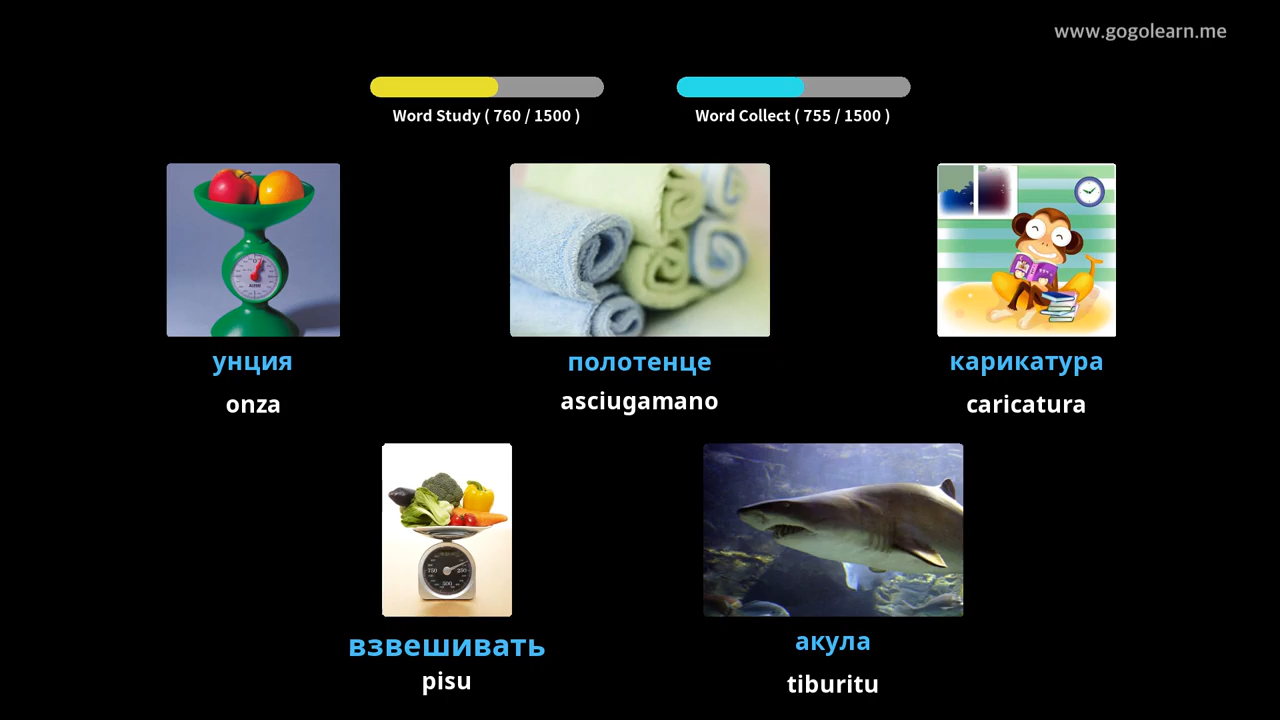 www.gogolearn.me
Word Study ( 760 / 1500 )
Word Collect ( 755 / 1500 )
унция
onza
полотенце
asciugamano
карикатура
caricatura
взвешивать
pisu
акула
tiburitu